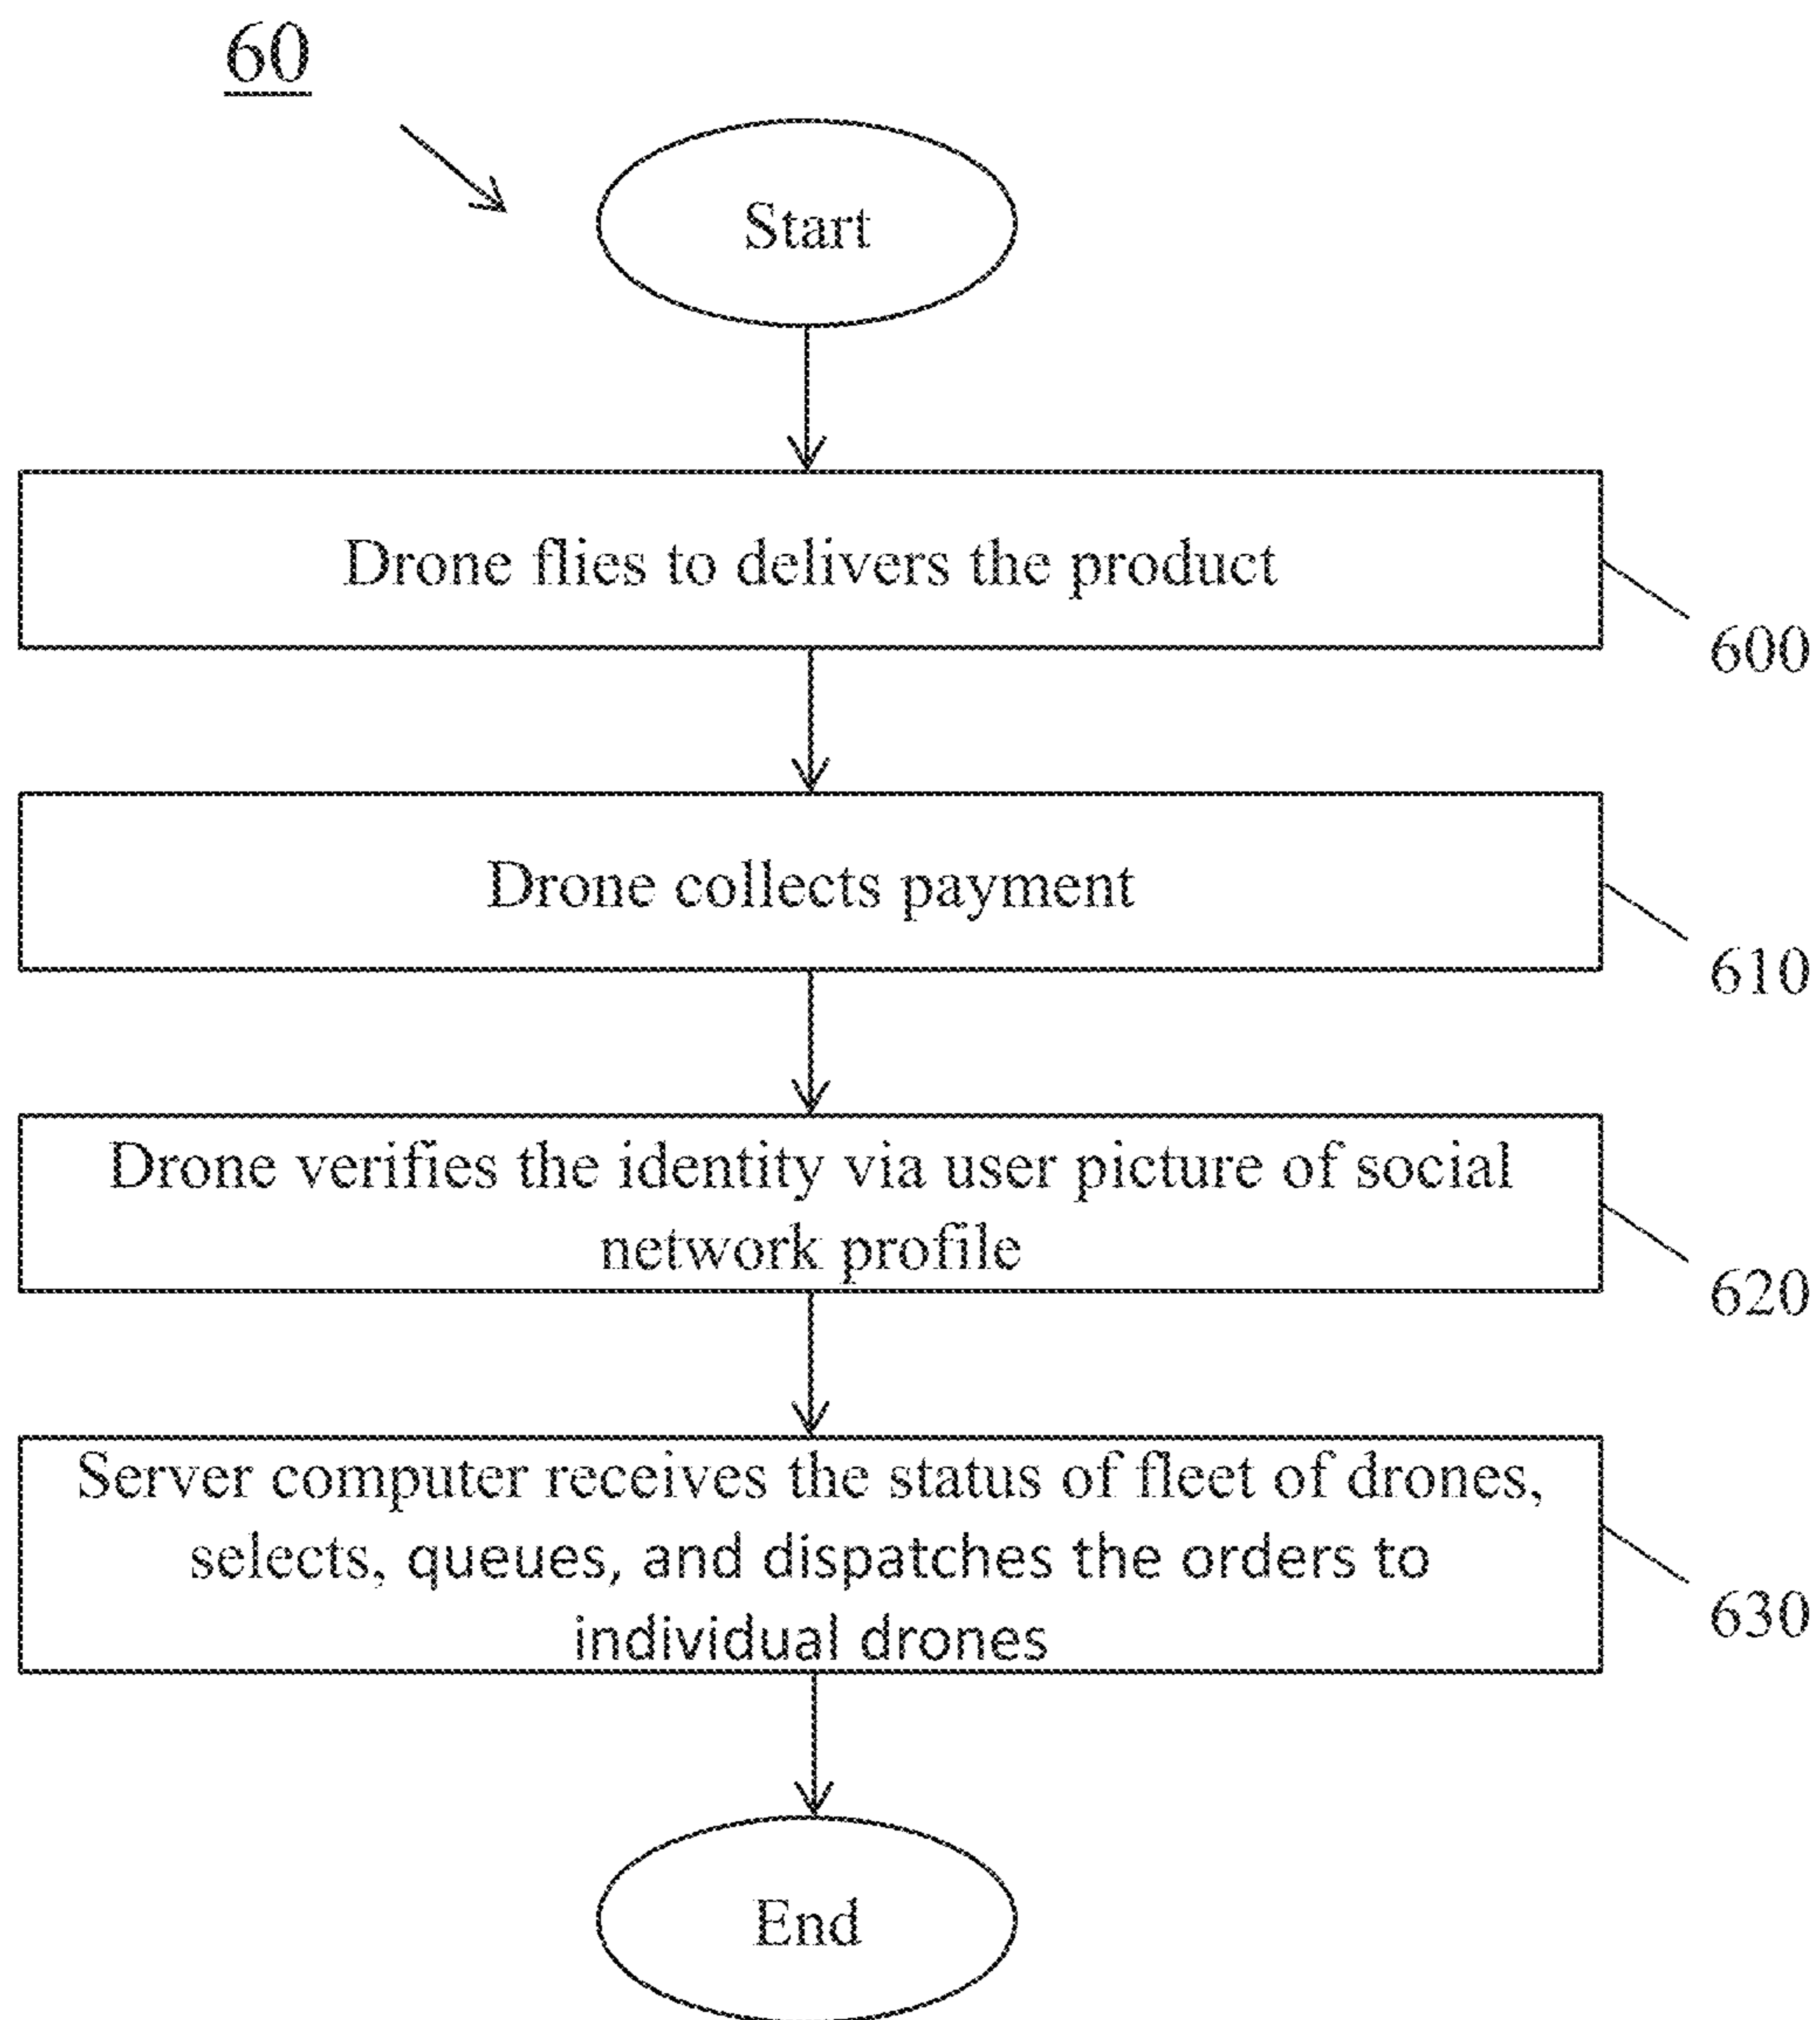 60
Start
Drone flies to delivers the product
600
Drone collects payment
610
Drone verifies the identity via user picture of social
network profile
620
Server computer receives the status of fleet of drones,
selects, queues, and dispatches the orders to
individual drones
630
End